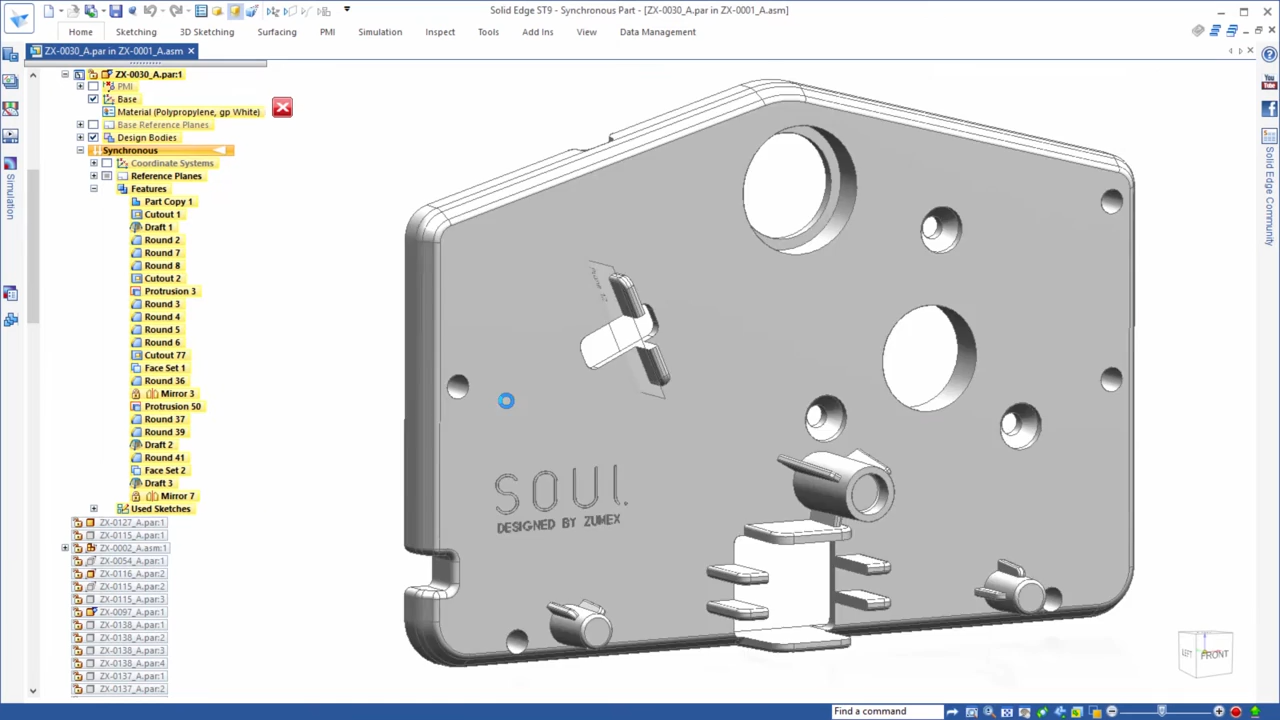 Solid Edge ST9 - Synchronous Part - [ZX-0030_A.par in ZX-0001_A.asm]
Home Sketching 3D Sketching Surfacing PMI Simulation Inspect Tools Add Ins View Data Management
ZX-0030_A.par in ZX-0001_A.asm
ZX-0030_A.par:1
PMI
Base
Material (Polypropylene, gp White)
Base Reference Planes
Design Bodies
Synchronous
Coordinate Systems
Reference Planes
Features
Part Copy 1
Cutout 1
Draft 1
Round 2
Round 7
Round 8
Cutout 2
Protrusion 3
Round 3
Round 4
Round 5
Round 6
Cutout 77
Face Set 1
Round 36
Mirror 3
Protrusion 50
Round 37
Round 39
Draft 2
Round 41
Face Set 2
Draft 3
Mirror 7
Used Sketches
ZX-0127_A.par:1
ZX-0115_A.par:1
ZX-0002_A.asm:1
ZX-0054_A.par:1
ZX-0116_A.par:2
ZX-0115_A.par:2
ZX-0115_A.par:3
ZX-0097_A.par:1
ZX-0138_A.par:1
ZX-0138_A.par:2
ZX-0138_A.par:3
ZX-0138_A.par:4
ZX-0137_A.par:1
ZX-0137_A.par:2
Simulation
SOUL.
DESIGNED BY ZUMEX
LEFT FRONT
You Tube
Solid Edge Community
Find a command